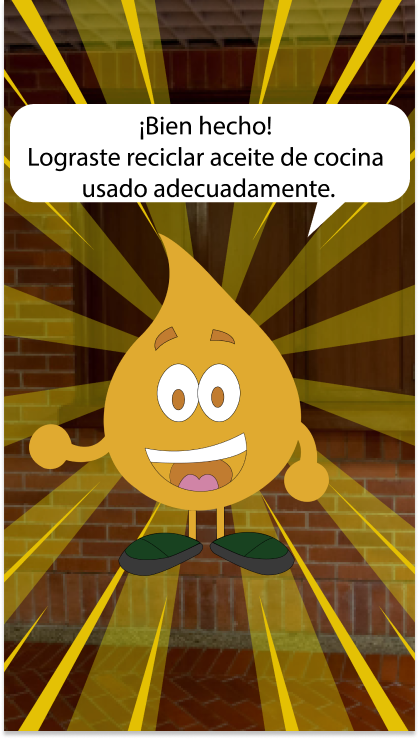 ¡Bien hecho!
Lograste reciclar aceite de cocina
usado adecuadamente.